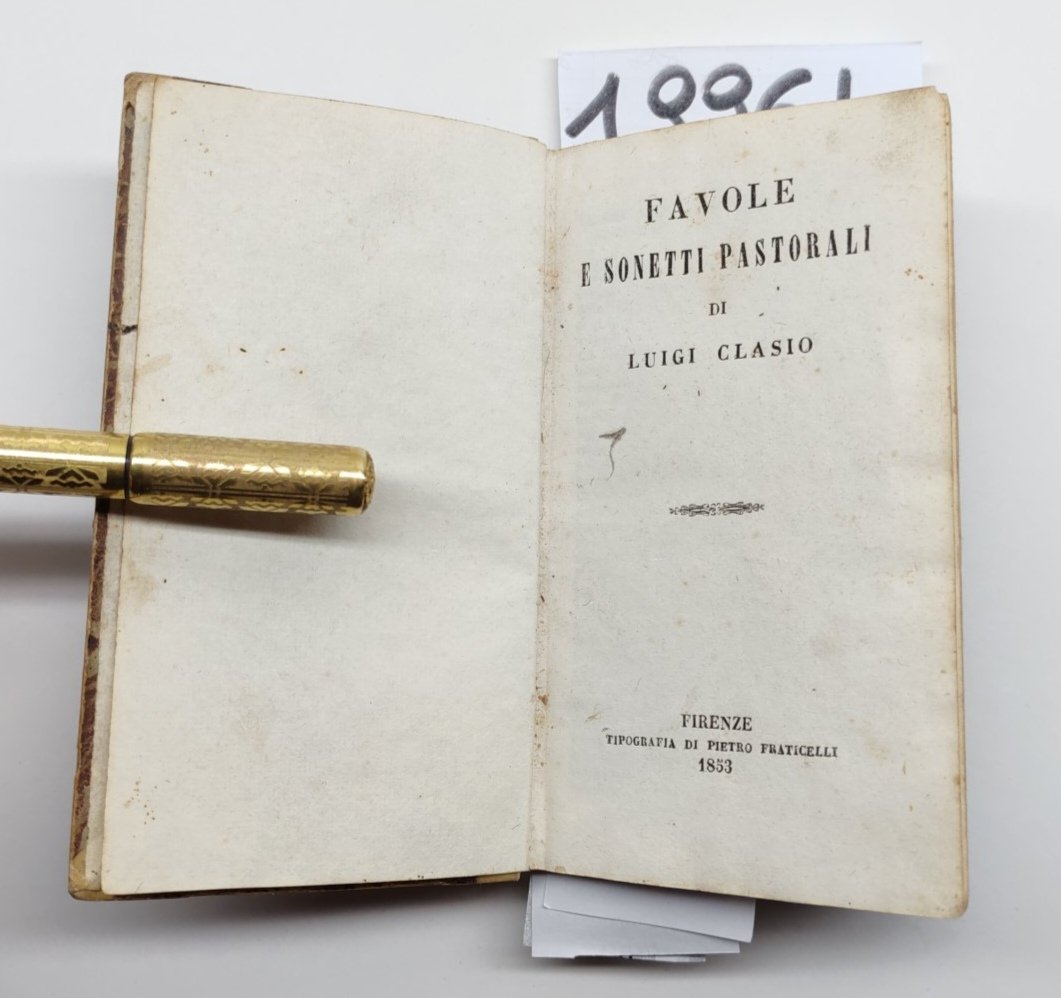 FAVOLE
E SONETTI PASTORALI
DI
LUIGI CLASIO
FIRENZE
TIPOGRAFIA DI PIETRO FRATICELLI
1853